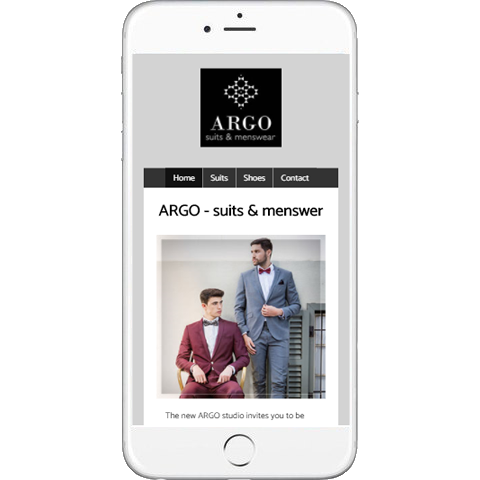 ARGO
suits & menswear
Home Suits Shoes Contact
ARGO - suits & menswer
The new ARGO studio invites you to be